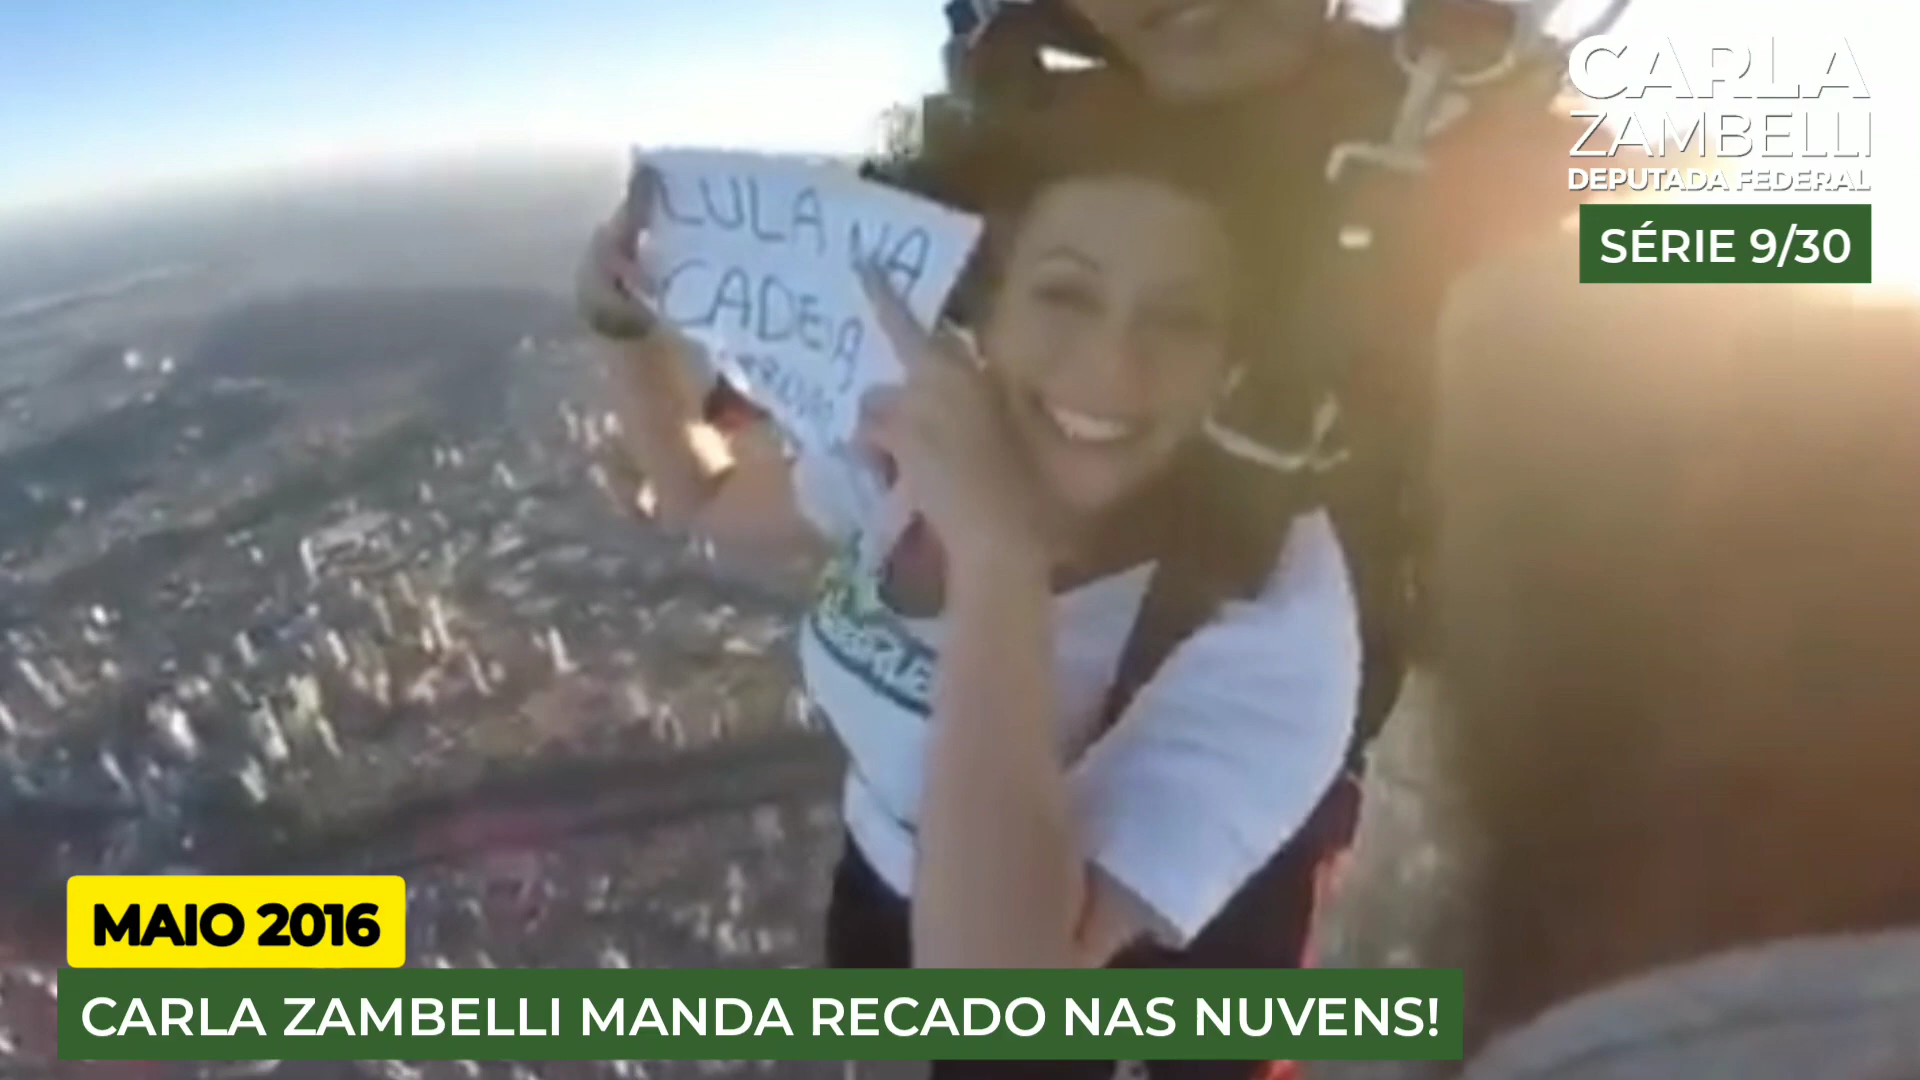 CARLA
ZAMBELLI
DEPUTADA FEDERAL
SÉRIE 9/30
LULA NA
CADEIA
MAIO 2016
CARLA ZAMBELLI MANDA RECADO NAS NUVENS!